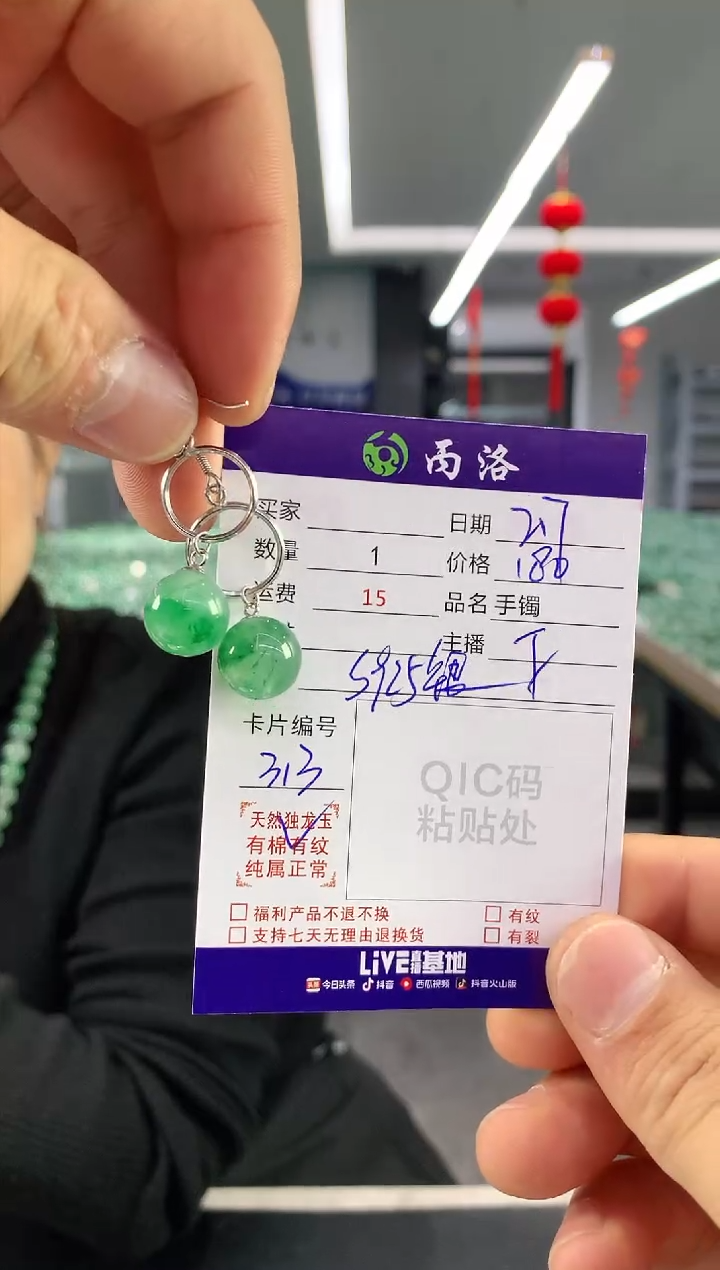 丙洛
买家 日期 2.17
数量 1 价格 180
运费 15 品名 手镯
主播
S925银
卡片编号
313
天然独龙玉
有棉有纹
纯属正常
QIC码
粘贴处
福利产品不退不换 有纹
支持七天无理由退换货 有裂
LiVE直播基地
头条 今日头条 抖音 西瓜视频 抖音火山版